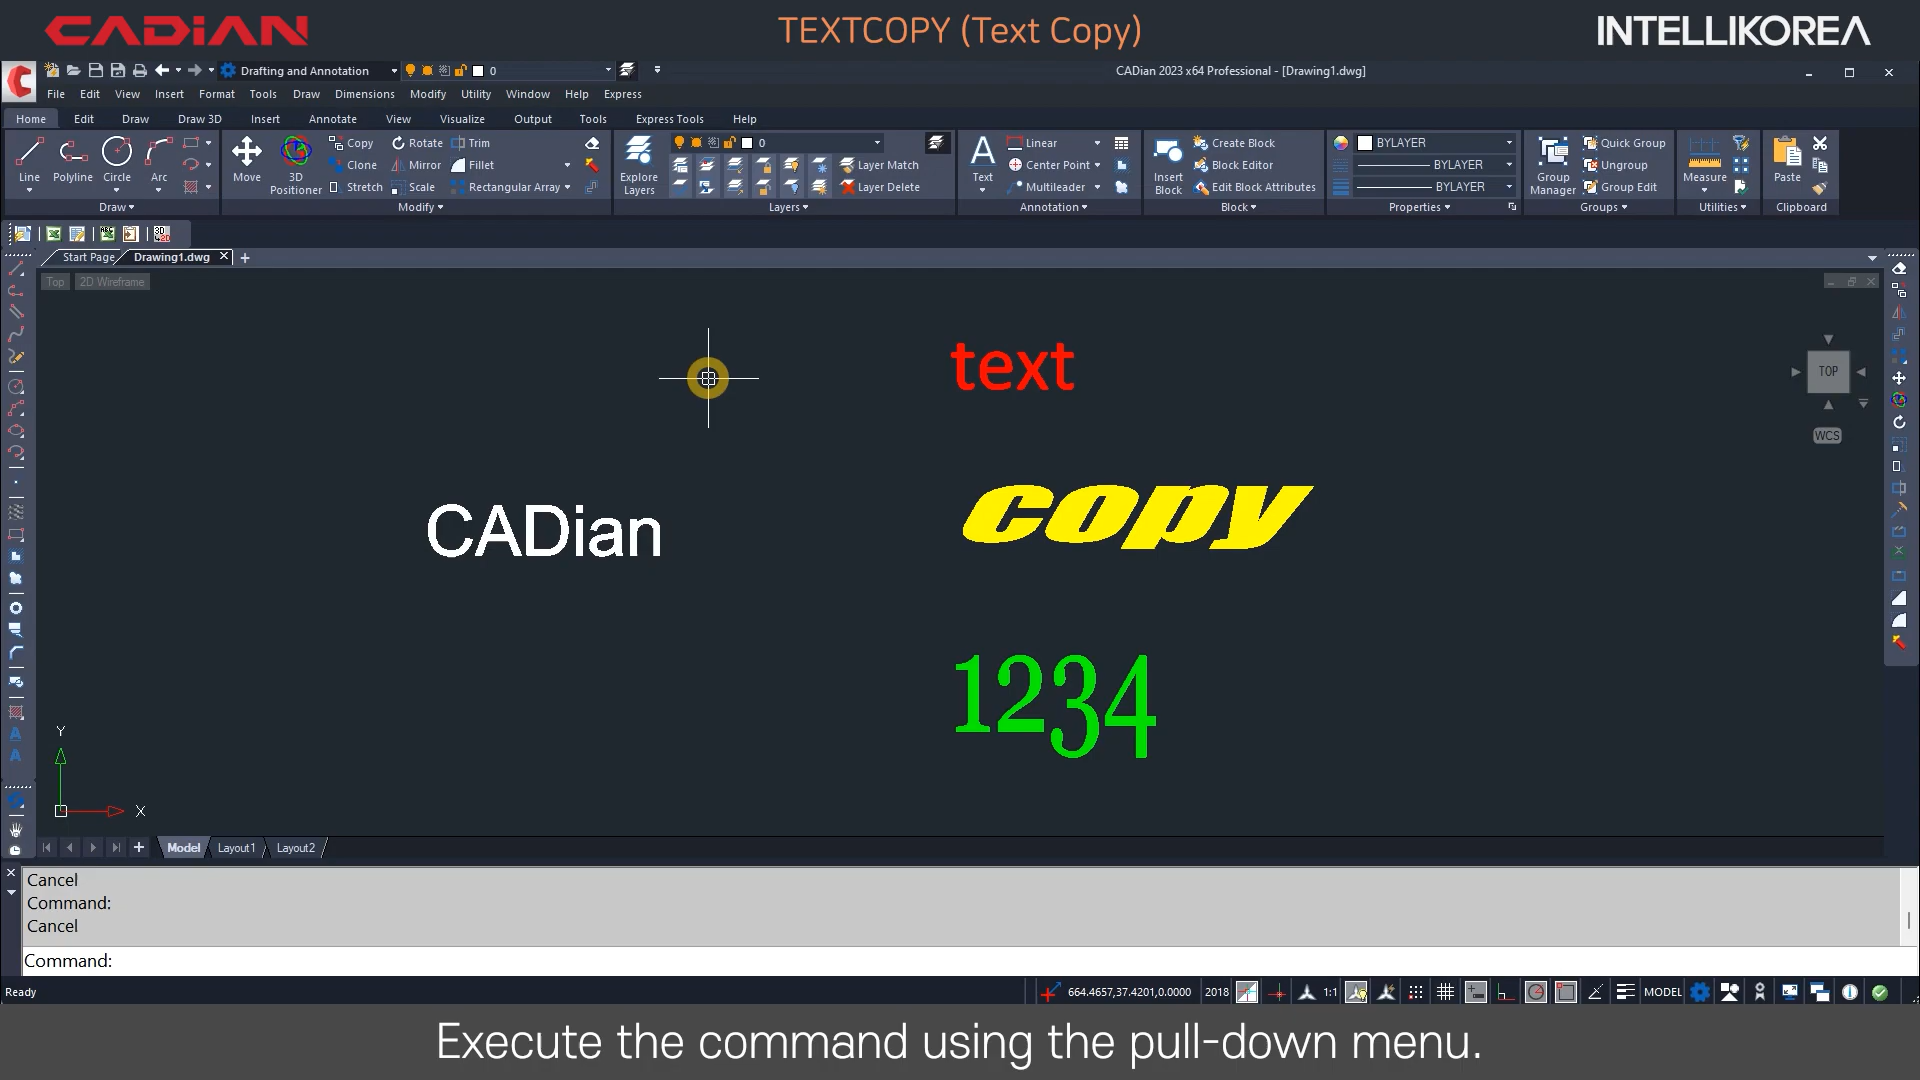 CADiAN
TEXTCOPY (Text Copy)
INTELLIKOREA
Drafting and Annotation
0
CADian 2023 x64 Professional - [Drawing1.dwg]
File Edit View Insert Format Tools Draw Dimensions Modify Utility Window Help Express
Home Edit Draw Draw 3D Insert Annotate View Visualize Output Tools Express Tools Help
Copy Rotate Trim 0 Linear Create Block BYLAYER Quick Group
Clone Mirror Fillet Layer Match Center Point Block Editor BYLAYER Ungroup
Line Polyline Circle Arc Move 3D Positioner Stretch Scale Rectangular Array Explore Layers Layer Delete Text Multileader Insert Block Edit Block Attributes BYLAYER Group Manager Group Edit Measure Paste
Draw Modify Layers Annotation Block Properties Groups Utilities Clipboard
ABC 3D 2D
Start Page Drawing1.dwg
Top 2D Wireframe
text
TOP
WCS
copy
CADian
1234
Y
X
Model Layout1 Layout2
Cancel
Command:
Cancel
Command:
Ready 664.4657,37.4201,0.0000 2018 1:1 MODEL
Execute the command using the pull-down menu.